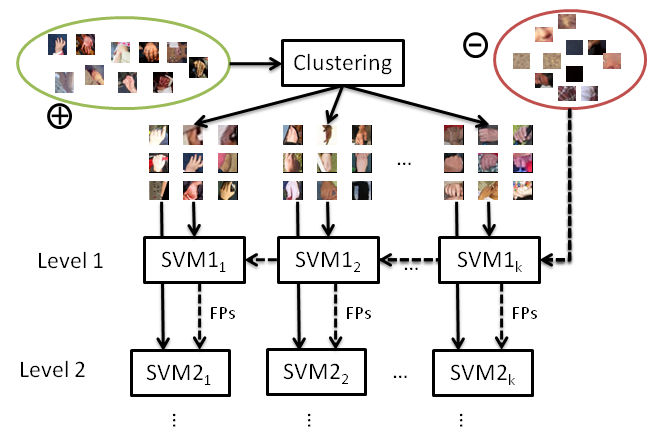 Clustering
...
Level 1
SVM1₁
SVM1₂
...
SVM1ₖ
FPs
FPs
FPs
Level 2
SVM2₁
SVM2₂
...
SVM2ₖ
...
...
...